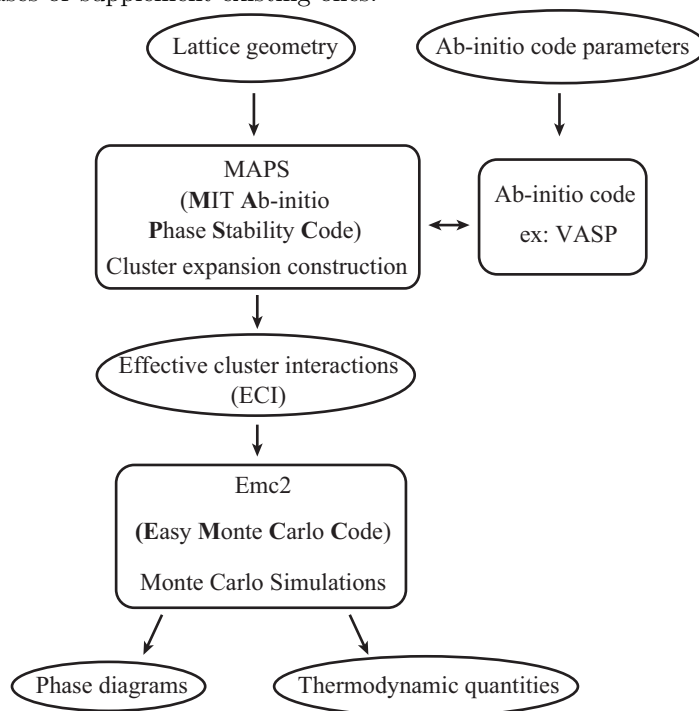 Lattice geometry
Ab-initio code parameters
MAPS
(MIT Ab-initio
Phase Stability Code)
Cluster expansion construction
Ab-initio code
ex: VASP
Effective cluster interactions
(ECI)
Emc2
(Easy Monte Carlo Code)
Monte Carlo Simulations
Phase diagrams
Thermodynamic quantities